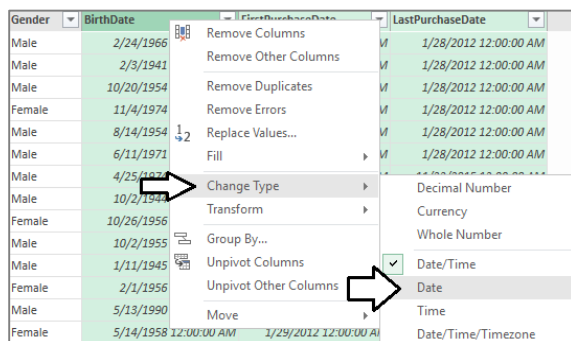 Gender BirthDate FirstPurchaseDate LastPurchaseDate
Male 2/24/1966 Remove Columns M 1/28/2012 12:00:00 AM
Male 2/3/1941 Remove Other Columns M 1/28/2012 12:00:00 AM
Male 10/20/1954 Remove Duplicates M 1/28/2012 12:00:00 AM
Female 11/4/1974 Remove Errors M 1/28/2012 12:00:00 AM
Male 8/14/1954 1 2 Replace Values... M 1/28/2012 12:00:00 AM
Male 6/11/1971 Fill M 1/28/2012 12:00:00 AM
Male Change Type
Decimal Number
Male Transform
Currency
Female 10/26/1956 Group By...
Whole Number
Male 10/2/1955 Unpivot Columns
Male 1/11/1945 Date/Time
Female 2/1/1956 Unpivot Other Columns Date
Male 5/13/1990 Move Time
Female 5/14/1958 12:00:00 AM 1/29/2012 12:00:00 Date/Time/Timezone